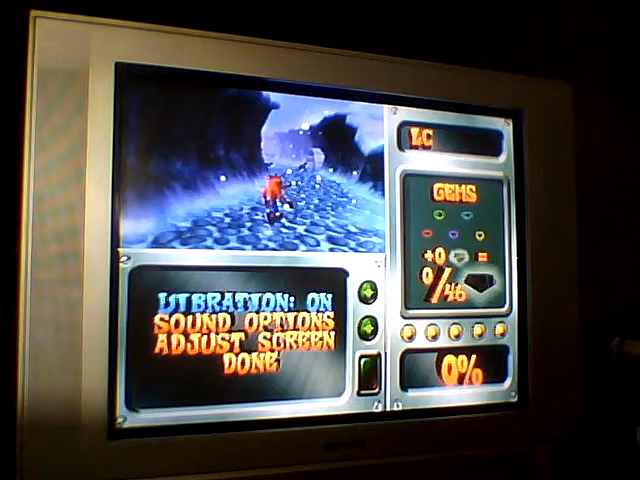 LC
GEMS
+0 =
0/46
VIBRATION: ON
SOUND OPTIONS
ADJUST SCREEN
DONE
0%